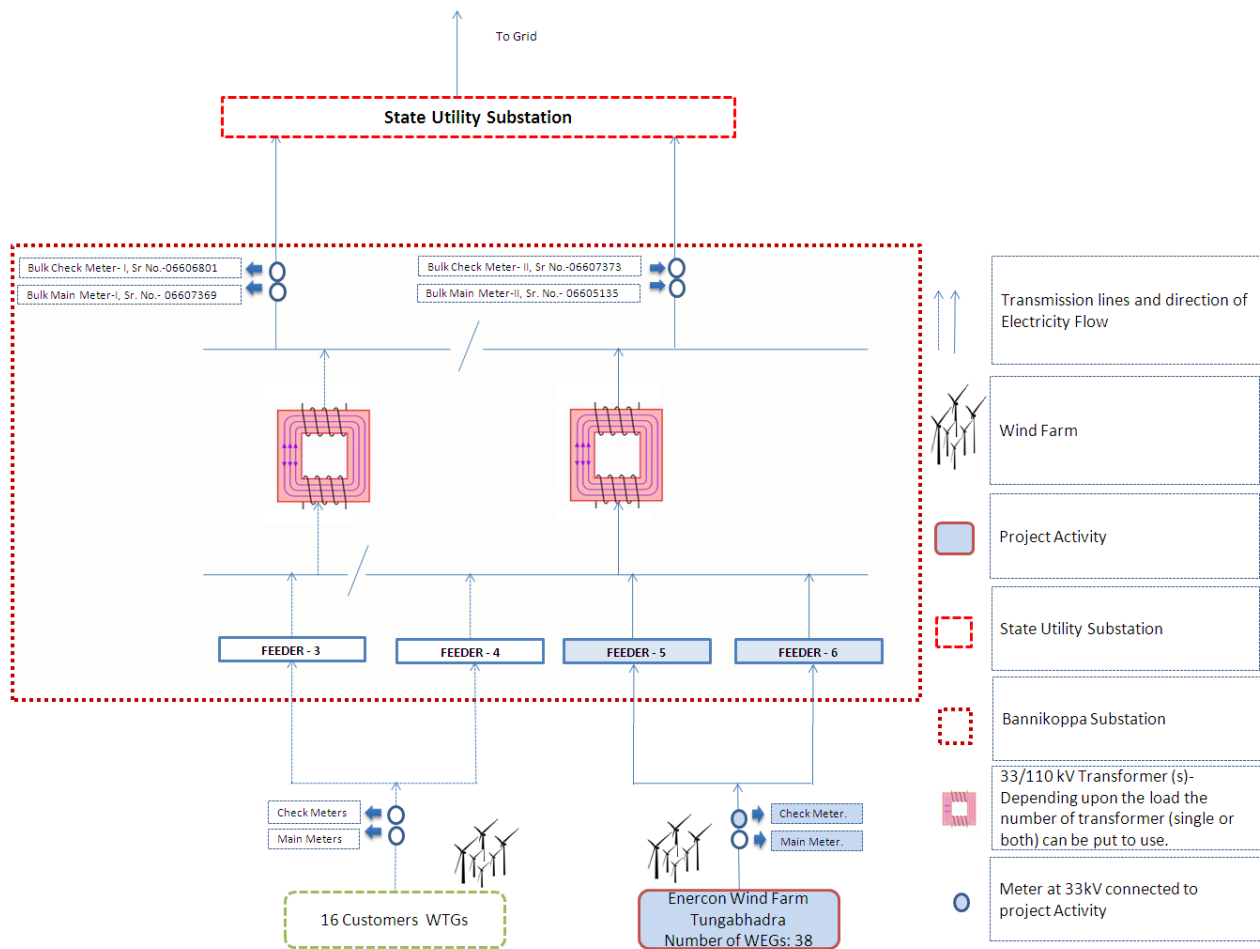 To Grid
State Utility Substation
Bulk Check Meter- I, Sr No.-06606801
Bulk Main Meter-I, Sr. No.- 06607369
Bulk Check Meter- II, Sr No.-06607373
Bulk Main Meter-II, Sr. No.- 06605135
FEEDER - 3
FEEDER - 4
FEEDER - 5
FEEDER - 6
Check Meters
Main Meters
Check Meter.
Main Meter.
16 Customers WTGs
Enercon Wind Farm
Tungabhadra
Number of WEGs: 38
Transmission lines and direction of
Electricity Flow
Wind Farm
Project Activity
State Utility Substation
Bannikoppa Substation
33/110 kV Transformer (s)-
Depending upon the load the
number of transformer (single or
both) can be put to use.
Meter at 33kV connected to
project Activity